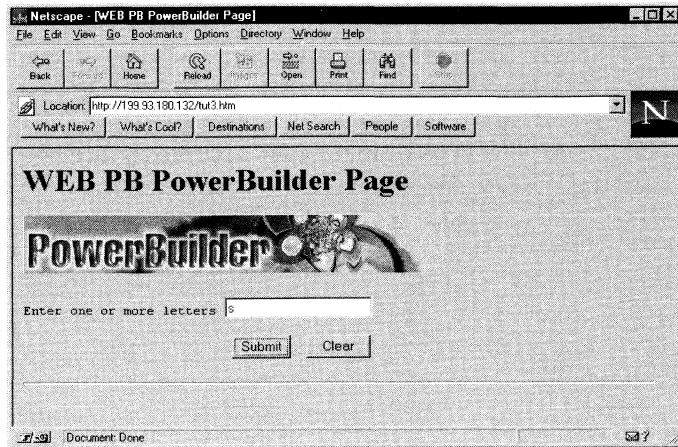 Netscape - [WEB PB PowerBuilder Page]
File Edit View Go Bookmarks Options Directory Window Help
Back Forward Home Reload Images Open Print Find Stop
Location: http://199.93.180.132/tut3.htm
What's New? What's Cool? Destinations Net Search People Software
N
WEB PB PowerBuilder Page
PowerBuilder
Enter one or more letters s
Submit Clear
Document: Done